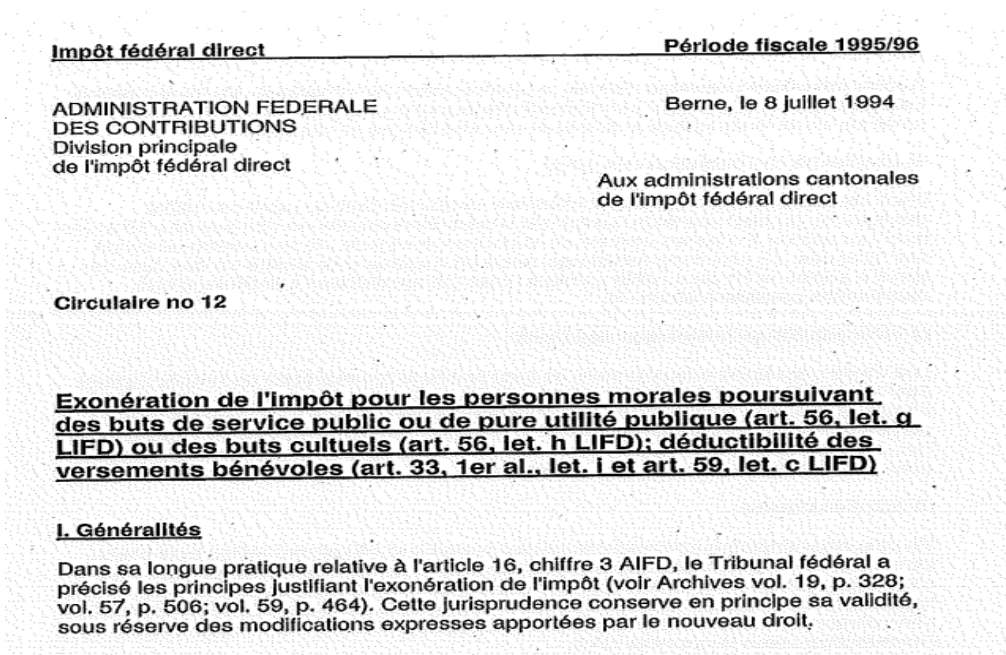 Impôt fédéral direct Période fiscale 1995/96
ADMINISTRATION FEDERALE
DES CONTRIBUTIONS
Division principale
de l'impôt fédéral direct
Berne, le 8 juillet 1994
Aux administrations cantonales
de l'impôt fédéral direct
Circulaire no 12
Exonération de l'impôt pour les personnes morales poursuivant
des buts de service public ou de pure utilité publique (art. 56, let. g
LIFD) ou des buts cultuels (art. 56, let. h LIFD); déductibilité des
versements bénévoles (art. 33, 1er al., let. i et art. 59, let. c LIFD)
I. Généralités
Dans sa longue pratique relative à l'article 16, chiffre 3 AIFD, le Tribunal fédéral a
précisé les principes justifiant l'exonération de l'impôt (voir Archives vol. 19, p. 328;
vol. 57, p. 506; vol. 59, p. 464). Cette jurisprudence conserve en principe sa validité,
sous réserve des modifications expresses apportées par le nouveau droit.